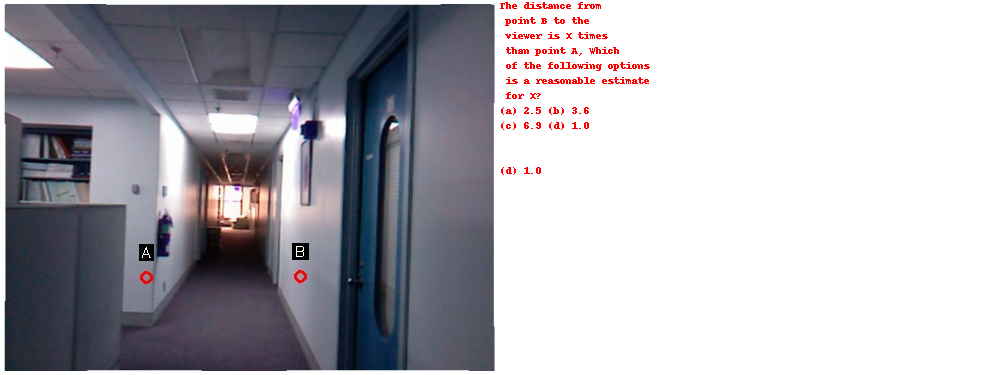 The distance from
point B to the
viewer is X times
than point A, Which
of the following options
is a reasonable estimate
for X?
(a) 2.5 (b) 3.6
(c) 6.9 (d) 1.0
(d) 1.0
A
B